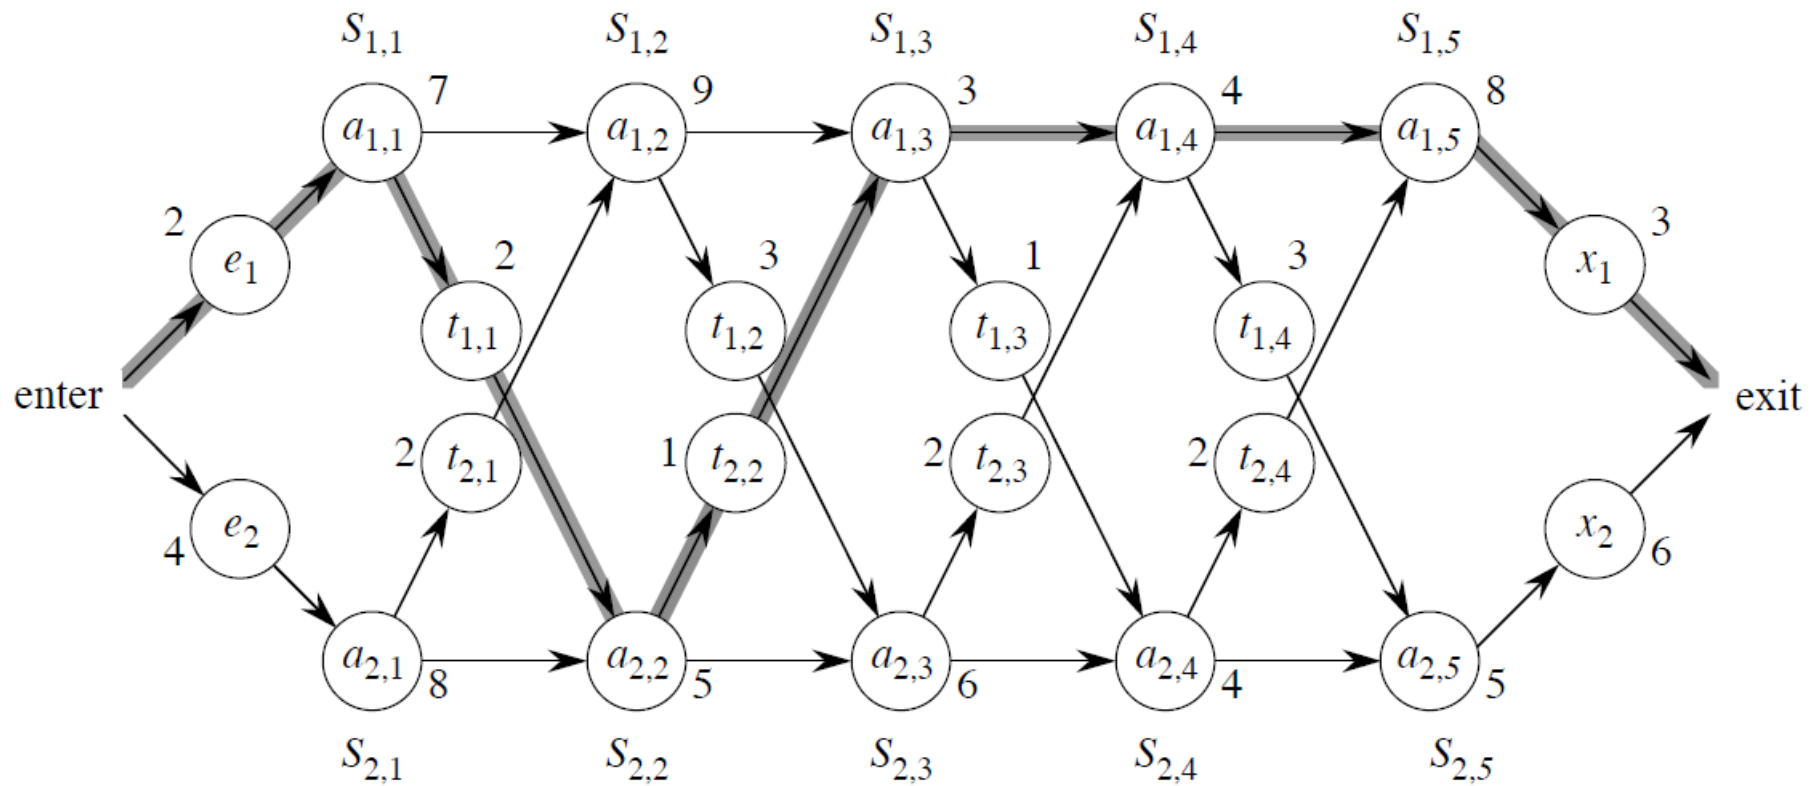 S1,1 S1,2 S1,3 S1,4 S1,5
7 9 3 4 8
a1,1 a1,2 a1,3 a1,4 a1,5
2 3
e1 2 3 1 3 x1
t1,1 t1,2 t1,3 t1,4
enter exit
2 t2,1 1 t2,2 2 t2,3 2 t2,4
e2 x2
4 6
a2,1 a2,2 a2,3 a2,4 a2,5
8 5 6 4 5
S2,1 S2,2 S2,3 S2,4 S2,5